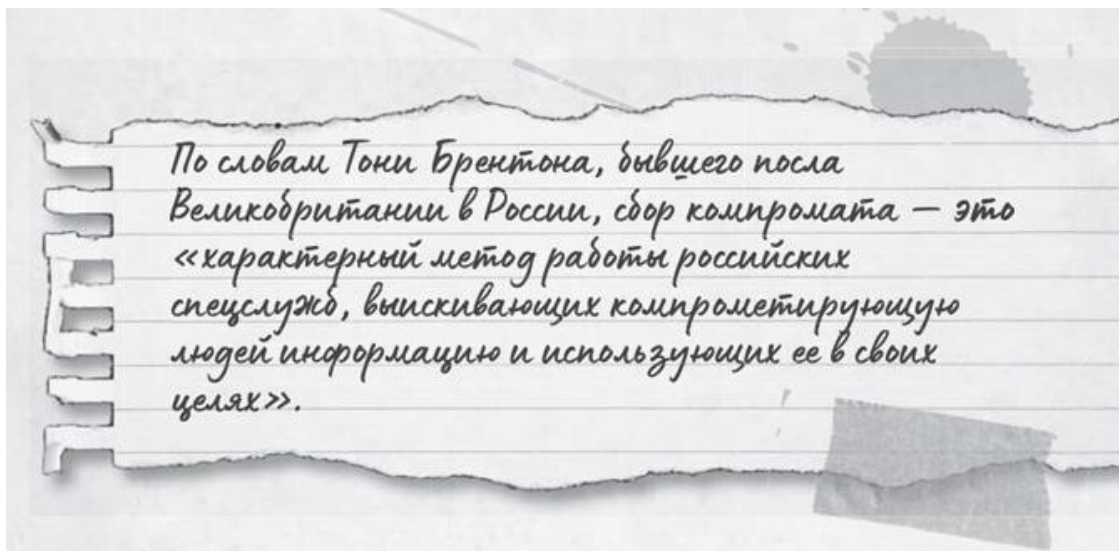 По словам Тони Брентона, бывшего посла
Великобритании в России, сбор компромата — это
«характерный метод работы российских
спецслужб, выискивающих компрометирующую
людей информацию и использующих ее в своих
целях».